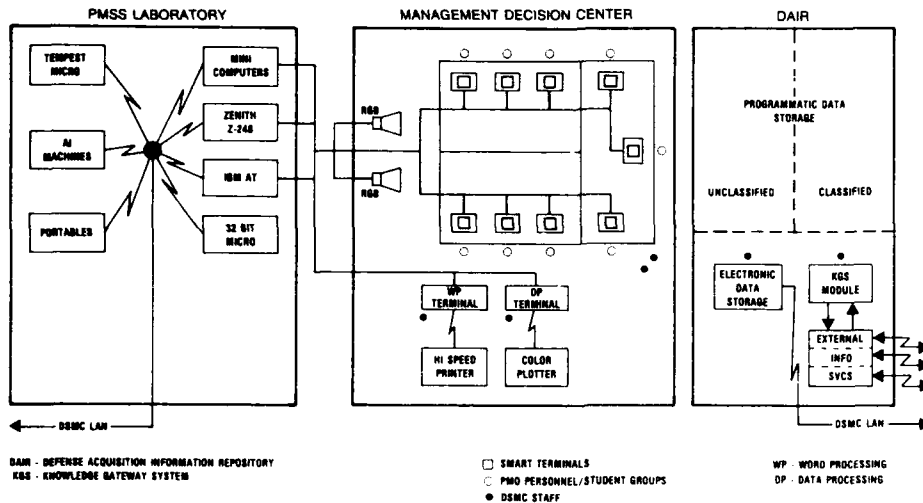 PMSS LABORATORY
MANAGEMENT DECISION CENTER
DAIR
TEMPEST
MICRO
MINI
COMPUTERS
ZENITH
Z-248
AI
MACHINES
IBM AT
PORTABLES
32 BIT
MICRO
RGB
RGB
WP
TERMINAL
DP
TERMINAL
HI SPEED
PRINTER
COLOR
PLOTTER
PROGRAMMATIC DATA
STORAGE
UNCLASSIFIED
CLASSIFIED
ELECTRONIC
DATA
STORAGE
KGS
MODULE
EXTERNAL
INFO
SVCS
DSMC LAN
DSMC LAN
DAIR - DEFENSE ACQUISITION INFORMATION REPOSITORY
KGS - KNOWLEDGE GATEWAY SYSTEM
SMART TERMINALS
PMO PERSONNEL/STUDENT GROUPS
DSMC STAFF
WP - WORD PROCESSING
DP - DATA PROCESSING